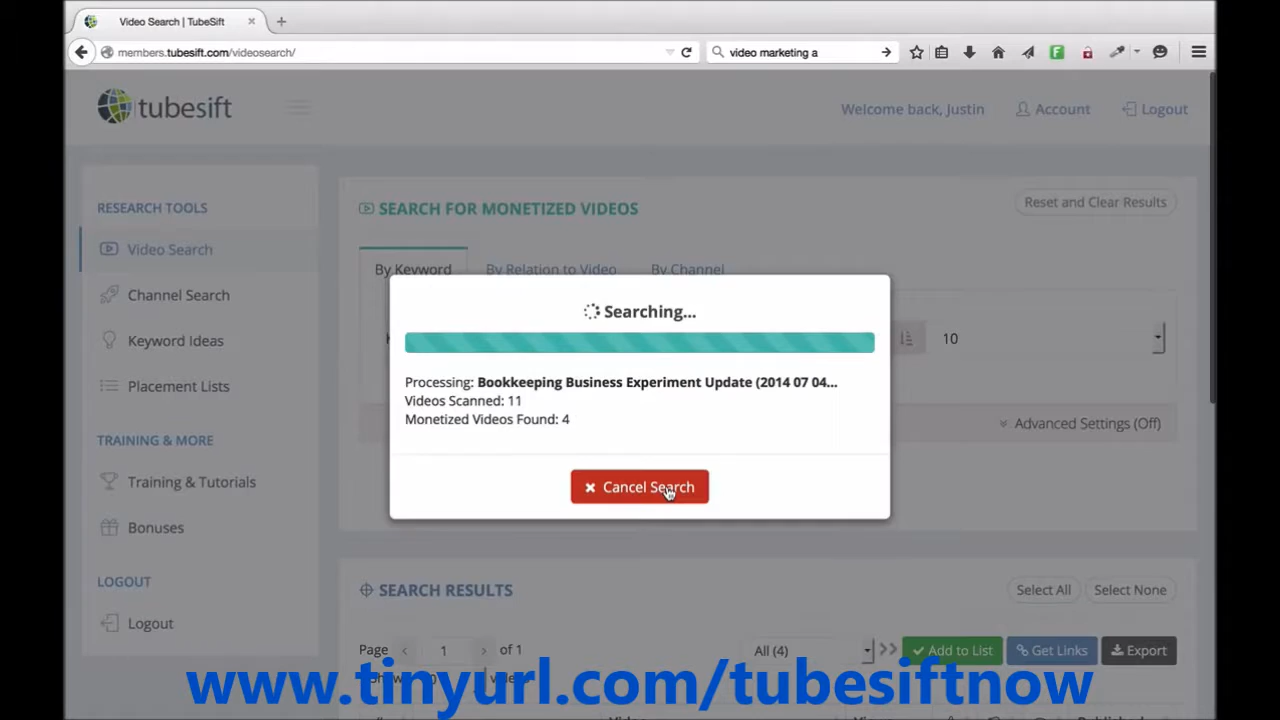 Video Search | TubeSift
members.tubesift.com/videosearch/
video marketing a
tubesift
Welcome back, Justin
Account
Logout
RESEARCH TOOLS
Video Search
Channel Search
Keyword Ideas
Placement Lists
TRAINING & MORE
Training & Tutorials
Bonuses
LOGOUT
Logout
SEARCH FOR MONETIZED VIDEOS
Reset and Clear Results
By Keyword
By Relation to Video
By Channel
10
Advanced Settings (Off)
Searching...
Processing: Bookkeeping Business Experiment Update (2014 07 04...
Videos Scanned: 11
Monetized Videos Found: 4
Cancel Search
SEARCH RESULTS
Select All
Select None
Page 1 of 1
All (4)
Add to List
Get Links
Export
www.tinyurl.com/tubesiftnow